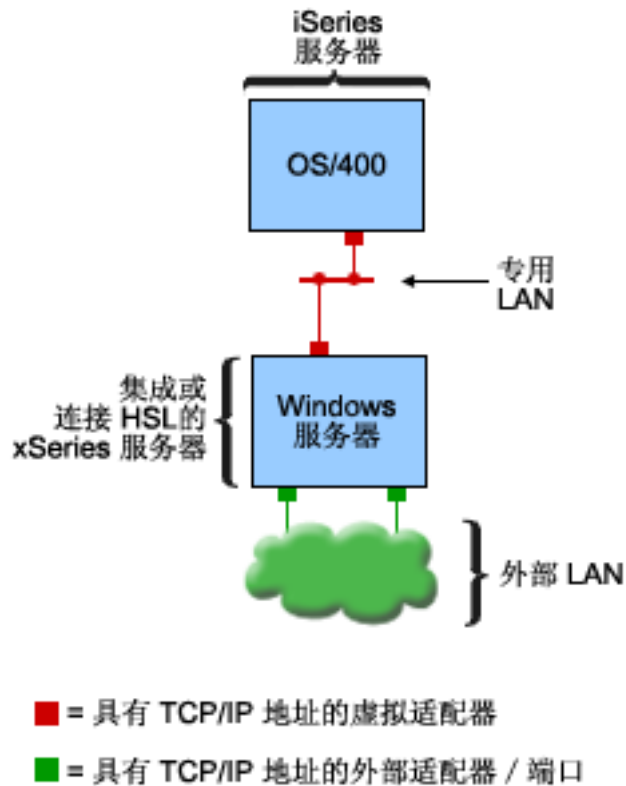 iSeries
服务器
OS/400
专用
LAN
集成或
连接 HSL的
xSeries 服务器
Windows
服务器
外部 LAN
= 具有 TCP/IP 地址的虚拟适配器
= 具有 TCP/IP 地址的外部适配器 / 端口